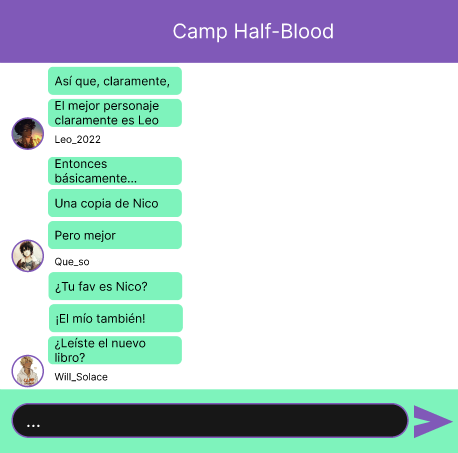 Camp Half-Blood
Así que, claramente,
El mejor personaje
claramente es Leo
Leo_2022
Entonces
básicamente...
Una copia de Nico
Pero mejor
Que_so
¿Tu fav es Nico?
¡El mío también!
¿Leíste el nuevo
libro?
Will_Solace
...